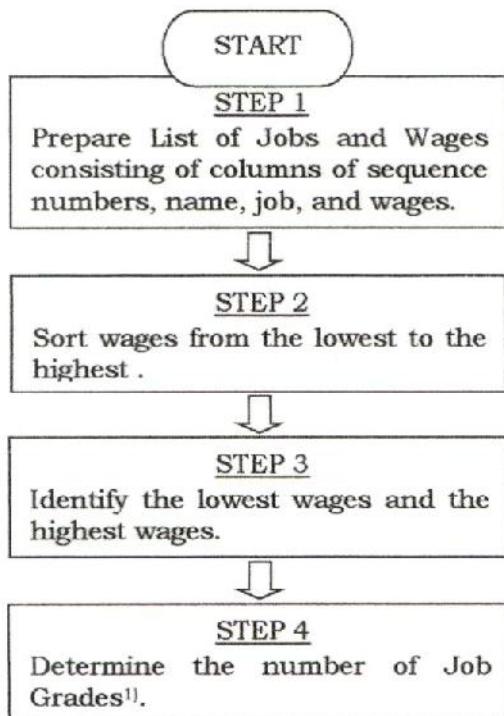 START
STEP 1
Prepare List of Jobs and Wages
consisting of columns of sequence
numbers, name, job, and wages.
STEP 2
Sort wages from the lowest to the
highest .
STEP 3
Identify the lowest wages and the
highest wages.
STEP 4
Determine the number of Job
Grades¹⁾.